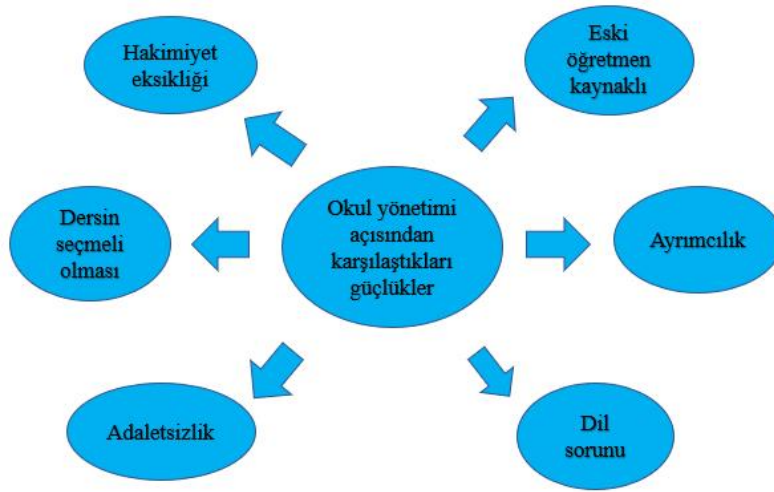 Hakimiyet
eksikliği
Eski
öğretmen
kaynaklı
Dersin
seçmeli
olması
Okul yönetimi
açısından
karşılaştıkları
güçlükler
Ayrımcılık
Adaletsizlik
Dil
sorunu